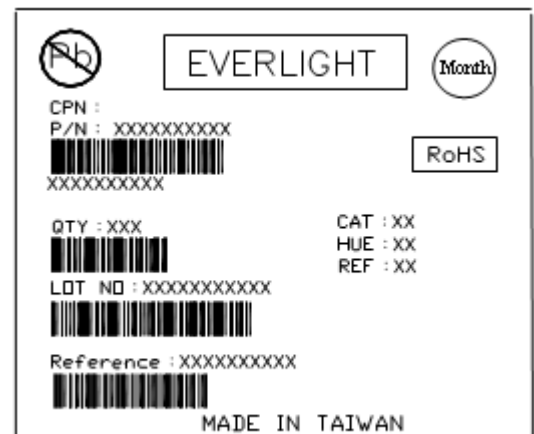 Pb
EVERLIGHT
Month
CPN :
P/N : XXXXXXXXXX
RoHS
XXXXXXXXXX
QTY : XXX
CAT : XX
HUE : XX
REF : XX
LOT NO : XXXXXXXXXXX
Reference : XXXXXXXXXX
MADE IN TAIWAN